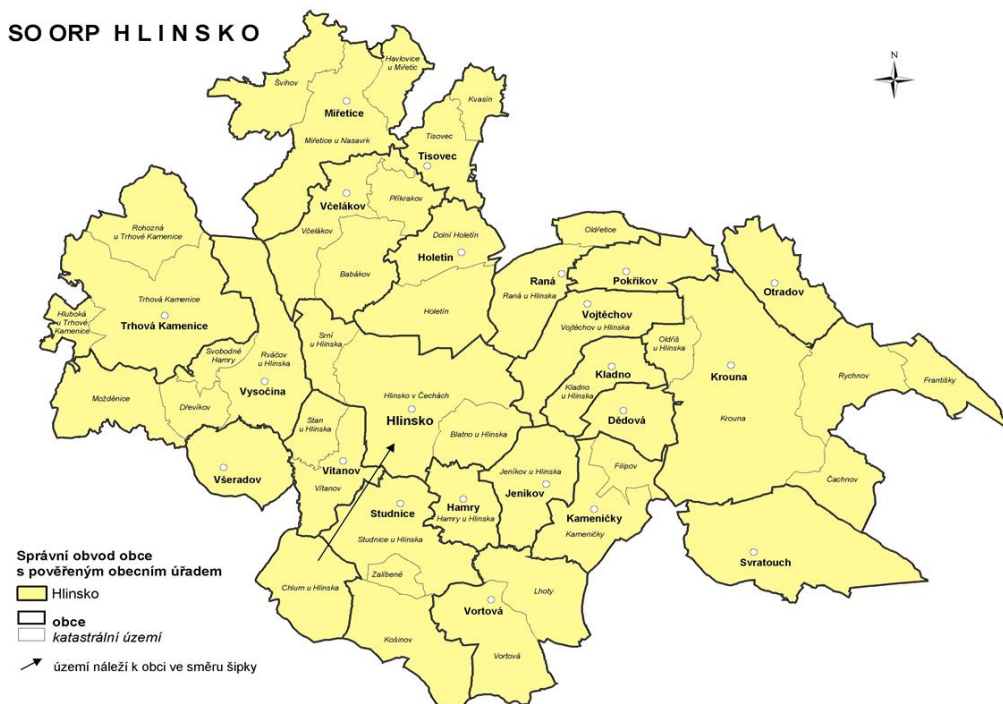 SO ORP H L I N S K O
N
Havlovice
u Miřetic
Švihov
Kvasín
Miřetice
Miřetice u Nasavrk
Tisovec
Tisovec
Včelákov
Příkrakov
Včelákov
Babákov
Dolní Holetín
Holetín
Holetín
Oldřetice
Raná
Raná u Hlinska
Pokřikov
Otradov
Rohozná
u Trhové Kamenice
Trhová Kamenice
Trhová Kamenice
Hluboká
u Trhové
Kamenice
Vojtěchov
Vojtěchov u Hlinska
Srní
u Hlinska
Oldřiš
u Hlinska
Svobodné
Hamry
Rváčov
u Hlinska
Vysočina
Kladno
Kladno
u Hlinska
Krouna
Krouna
Rychnov
Františky
Možděnice
Dřevíkov
Hlinsko v Čechách
Hlinsko
Dědová
Stan
u Hlinska
Blatno u Hlinska
Všeradov
Vítanov
Vítanov
Jeníkov u Hlinska
Jeníkov
Filipov
Čachnov
Studnice
Studnice u Hlinska
Hamry
Hamry u Hlinska
Kameničky
Kameničky
Svratouch
Chlum u Hlinska
Zalíbené
Lhoty
Vortová
Vortová
Košinov
Správní obvod obce
s pověřeným obecním úřadem
Hlinsko
obce
katastrální území
území náleží k obci ve směru šipky